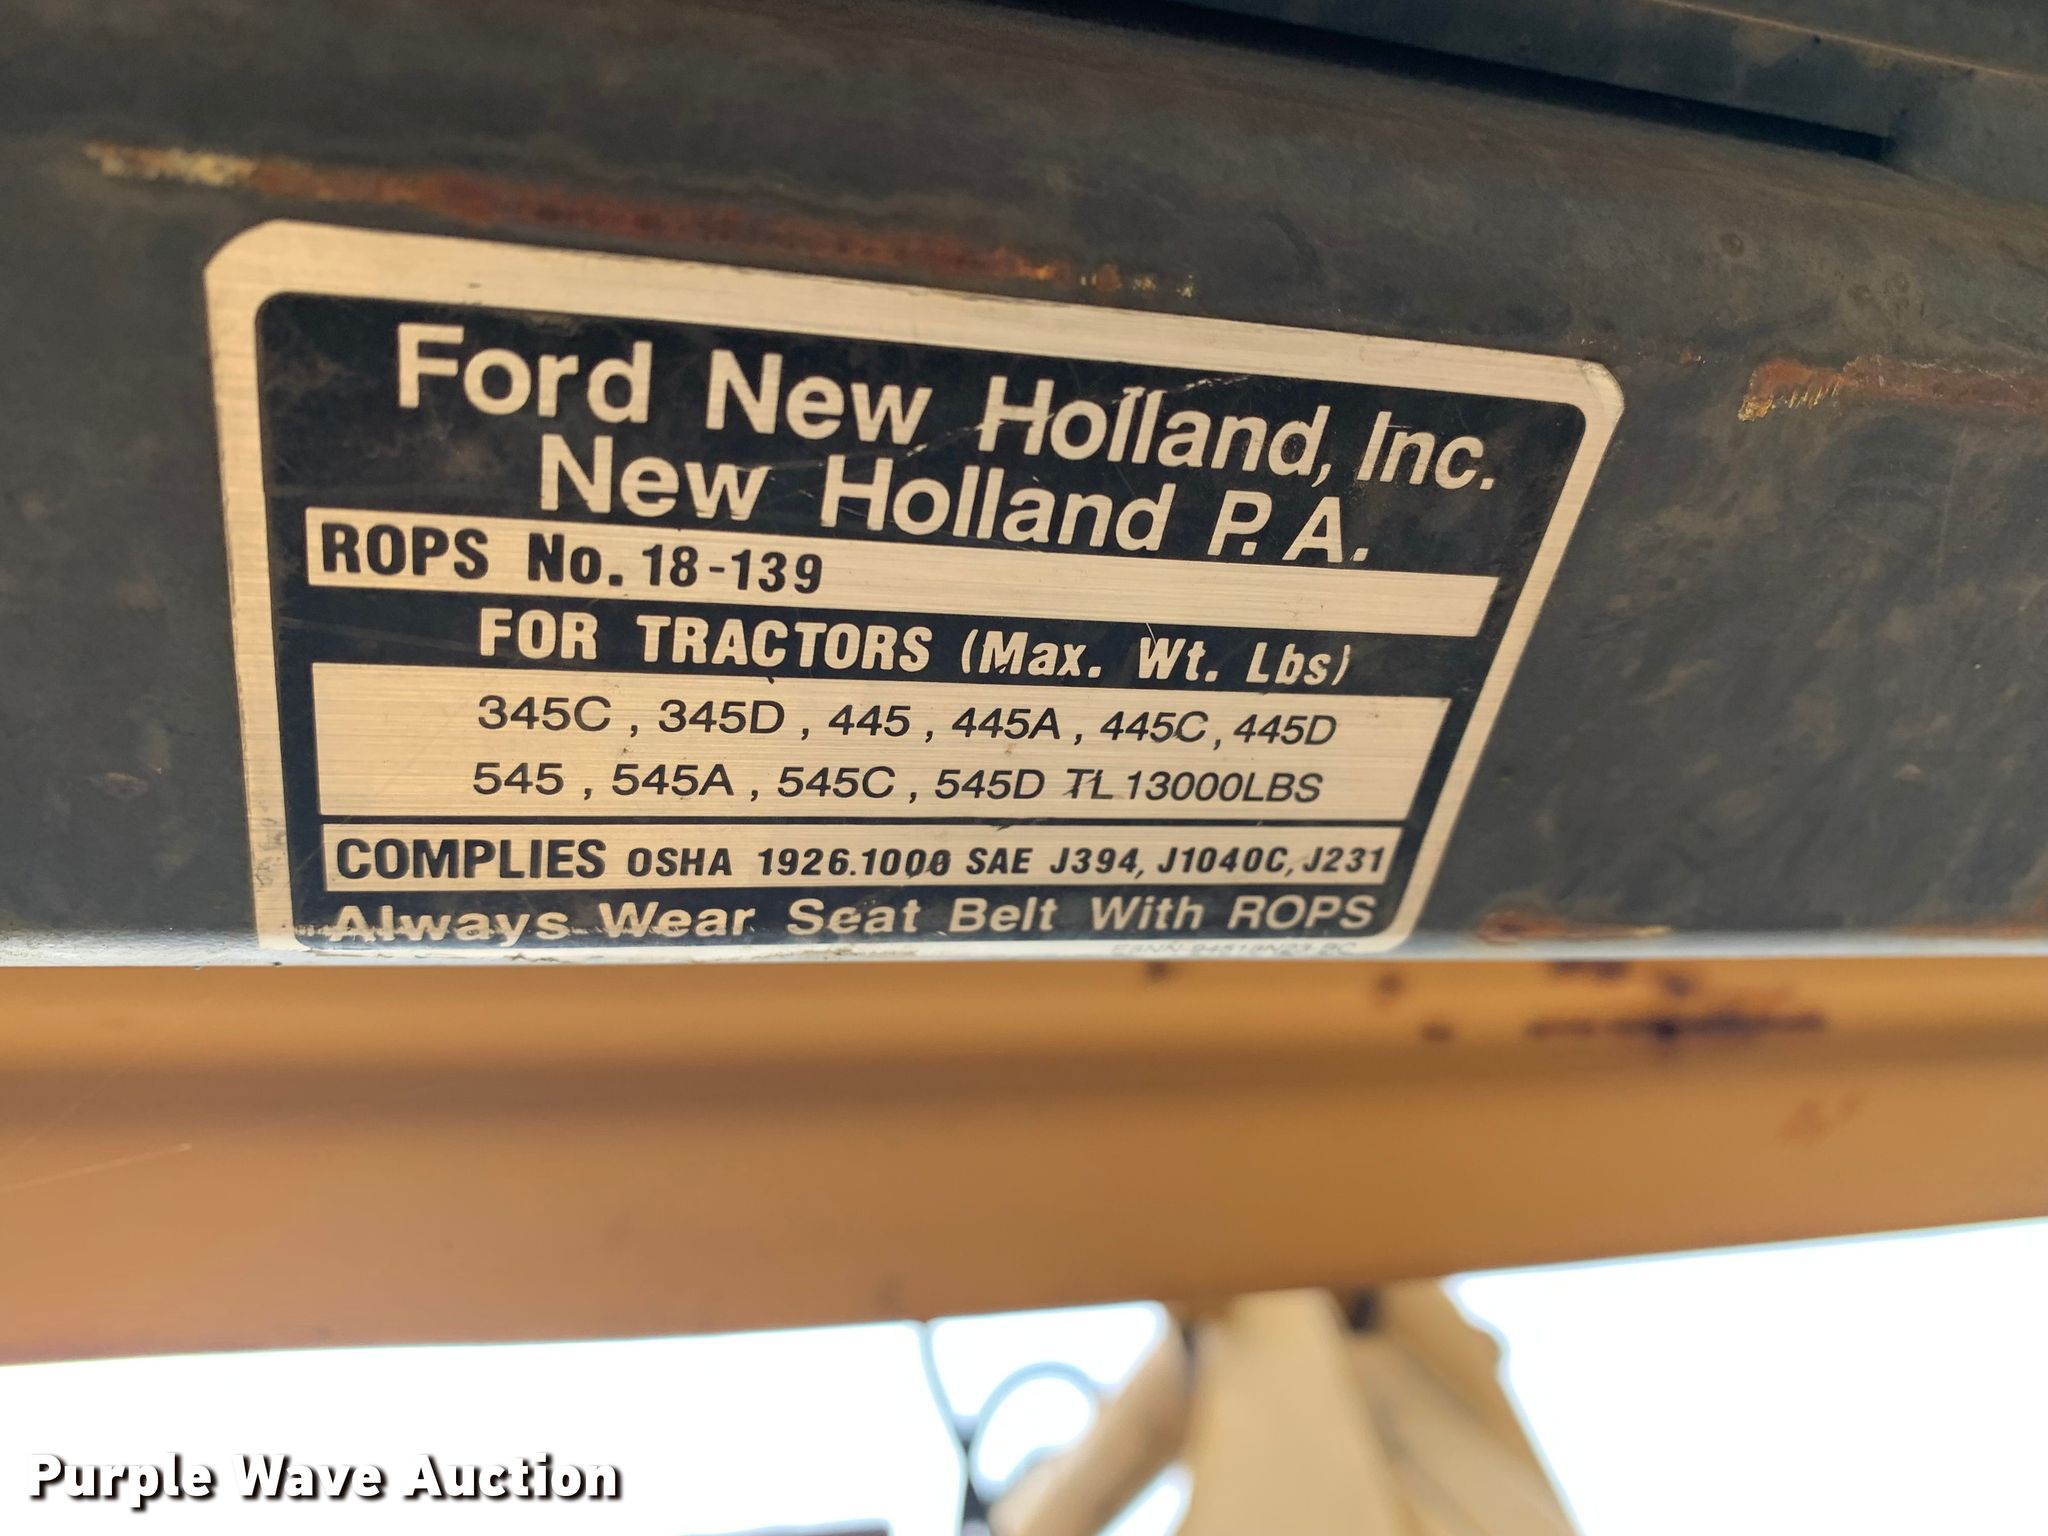 Ford New Holland, Inc.
New Holland P.A.
ROPS No. 18-139
FOR TRACTORS (Max. Wt. Lbs)
345C , 345D , 445 , 445A , 445C , 445D
545 , 545A , 545C , 545D TL 13000LBS
COMPLIES OSHA 1926.1000 SAE J394, J1040C, J231
Always Wear Seat Belt With ROPS
Purple Wave Auction